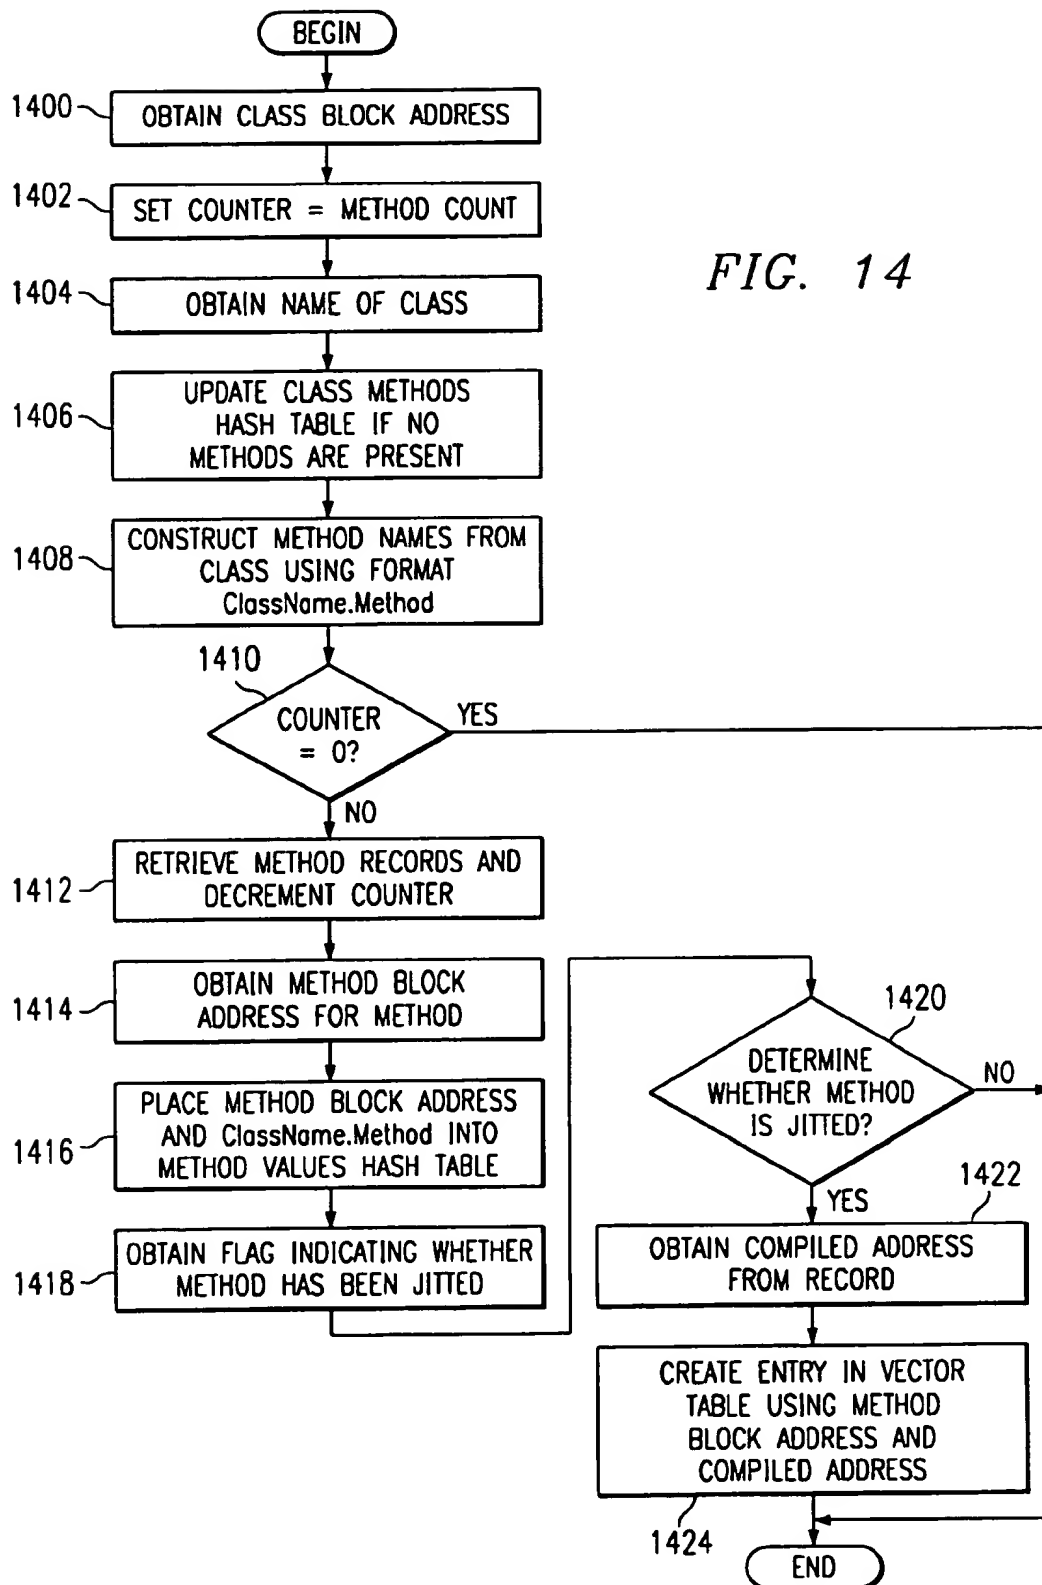 BEGIN
1400
OBTAIN CLASS BLOCK ADDRESS
1402
SET COUNTER = METHOD COUNT
FIG. 14
1404
OBTAIN NAME OF CLASS
1406
UPDATE CLASS METHODS
HASH TABLE IF NO
METHODS ARE PRESENT
1408
CONSTRUCT METHOD NAMES FROM
CLASS USING FORMAT
ClassName.Method
1410
COUNTER
= 0?
YES
NO
1412
RETRIEVE METHOD RECORDS AND
DECREMENT COUNTER
1414
OBTAIN METHOD BLOCK
ADDRESS FOR METHOD
1416
PLACE METHOD BLOCK ADDRESS
AND ClassName.Method INTO
METHOD VALUES HASH TABLE
1418
OBTAIN FLAG INDICATING WHETHER
METHOD HAS BEEN JITTED
1420
DETERMINE
WHETHER METHOD
IS JITTED?
NO
YES
1422
OBTAIN COMPILED ADDRESS
FROM RECORD
CREATE ENTRY IN VECTOR
TABLE USING METHOD
BLOCK ADDRESS AND
COMPILED ADDRESS
1424
END